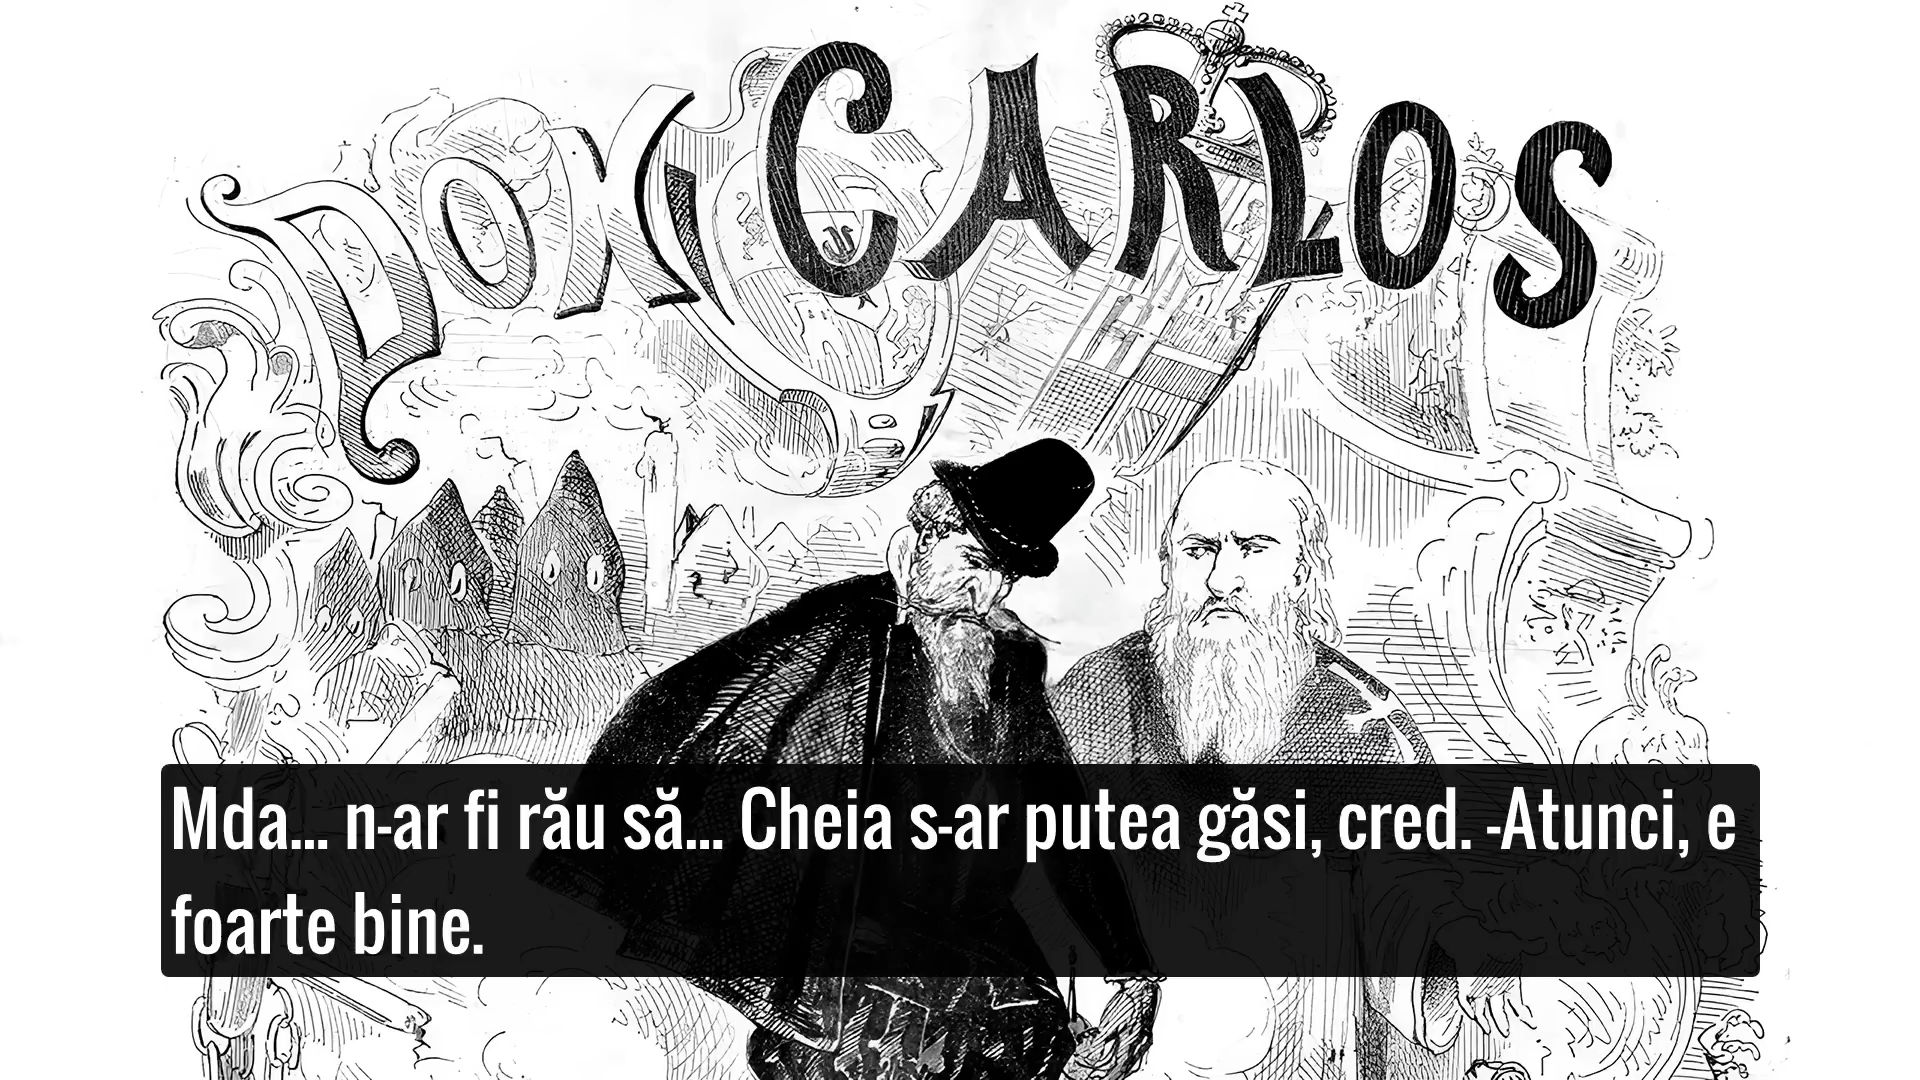 DON CARLOS
Mda... n-ar fi rău să... Cheia s-ar putea găsi, cred. -Atunci, e
foarte bine.